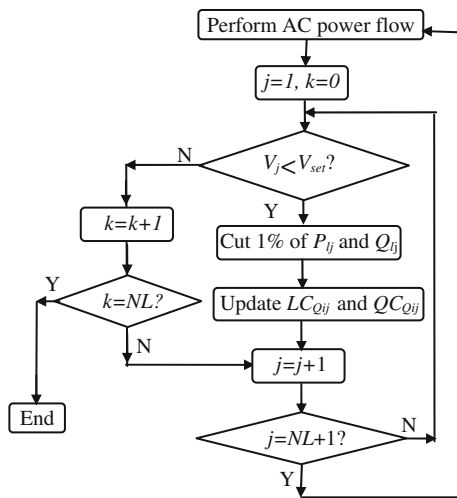 Perform AC power flow
j=1, k=0
V_j<V_set?
N
Y
k=k+1
Cut 1% of P_lj and Q_lj
Y
k=NL?
Update LC_Qij and QC_Qij
N
j=j+1
End
j=NL+1?
N
Y